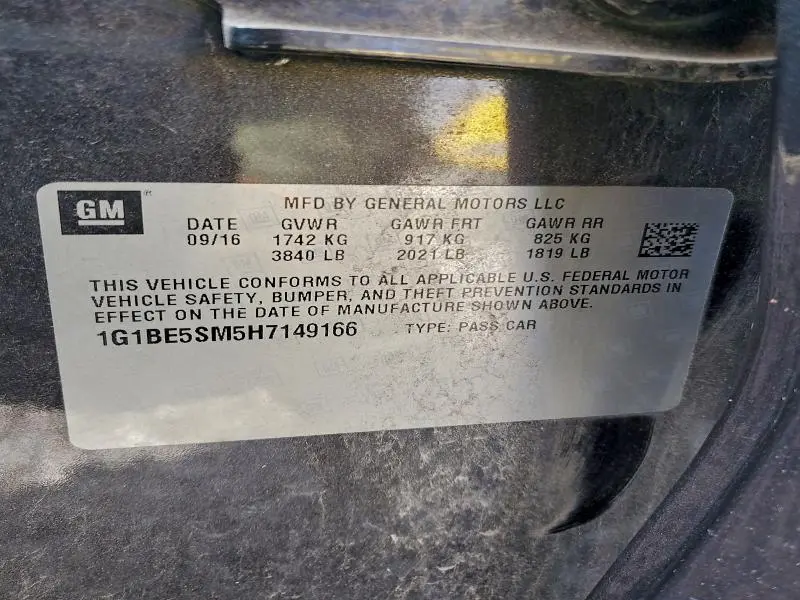 GM
MFD BY GENERAL MOTORS LLC
DATE GVWR GAWR FRT GAWR RR
09/16 1742 KG 917 KG 825 KG
3840 LB 2021 LB 1819 LB
THIS VEHICLE CONFORMS TO ALL APPLICABLE U.S. FEDERAL MOTOR
VEHICLE SAFETY, BUMPER, AND THEFT PREVENTION STANDARDS IN
EFFECT ON THE DATE OF MANUFACTURE SHOWN ABOVE.
1G1BE5SM5H7149166 TYPE: PASS CAR